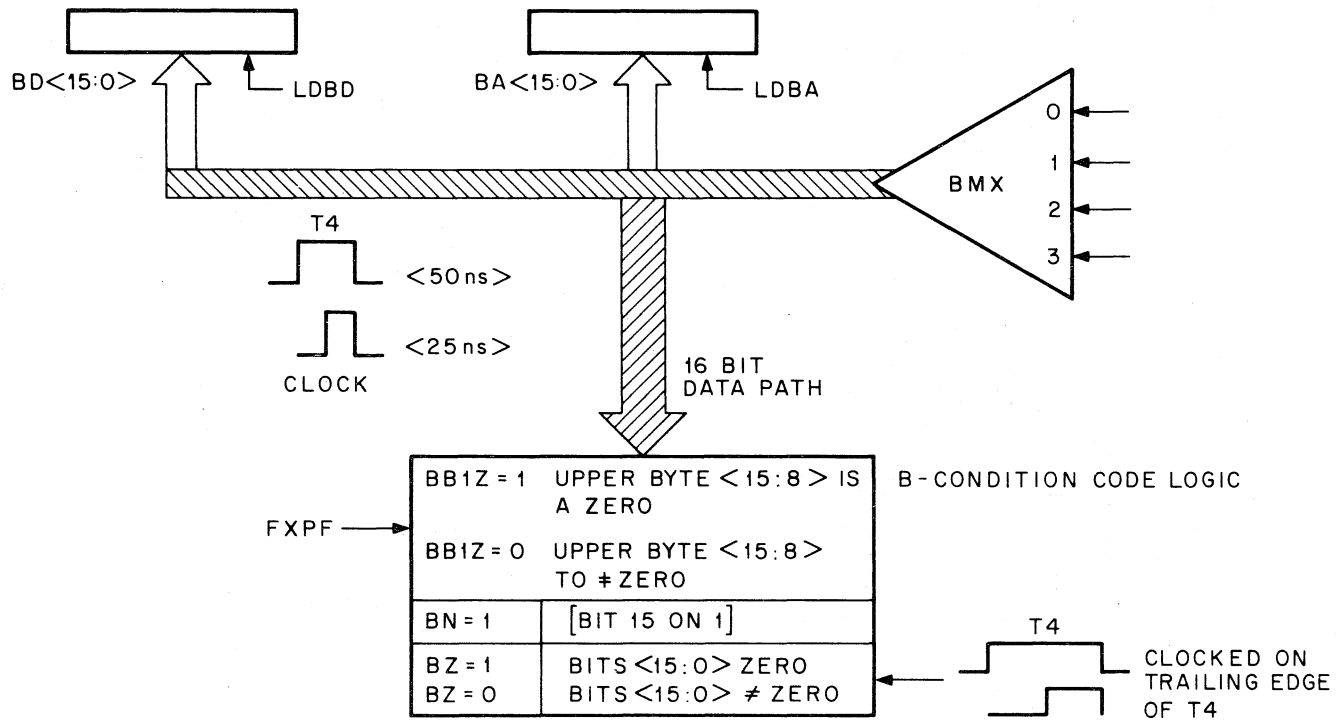 BD<15:0>
LDBD
BA<15:0>
LDBA
0
1
BMX
2
3
T4
<50ns>
<25ns>
CLOCK
16 BIT
DATA PATH
BB1Z = 1 UPPER BYTE <15:8> IS
A ZERO
B-CONDITION CODE LOGIC
FXPF
BB1Z = 0 UPPER BYTE <15:8>
TO ≠ ZERO
BN = 1 [BIT 15 ON 1]
BZ = 1 BITS <15:0> ZERO
BZ = 0 BITS <15:0> ≠ ZERO
T4
CLOCKED ON
TRAILING EDGE
OF T4